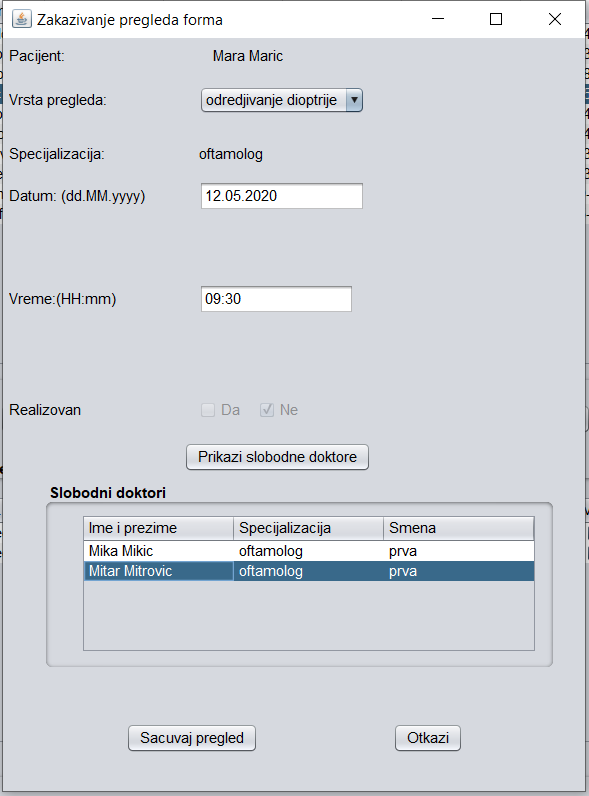 Zakazivanje pregleda forma
Pacijent: Mara Maric
Vrsta pregleda: odredjivanje dioptrije
Specijalizacija: oftamolog
Datum: (dd.MM.yyyy) 12.05.2020
Vreme:(HH:mm) 09:30
Realizovan Da Ne
Prikazi slobodne doktore
Slobodni doktori
Ime i prezime Specijalizacija Smena
Mika Mikic oftamolog prva
Mitar Mitrovic oftamolog prva
Sacuvaj pregled Otkazi